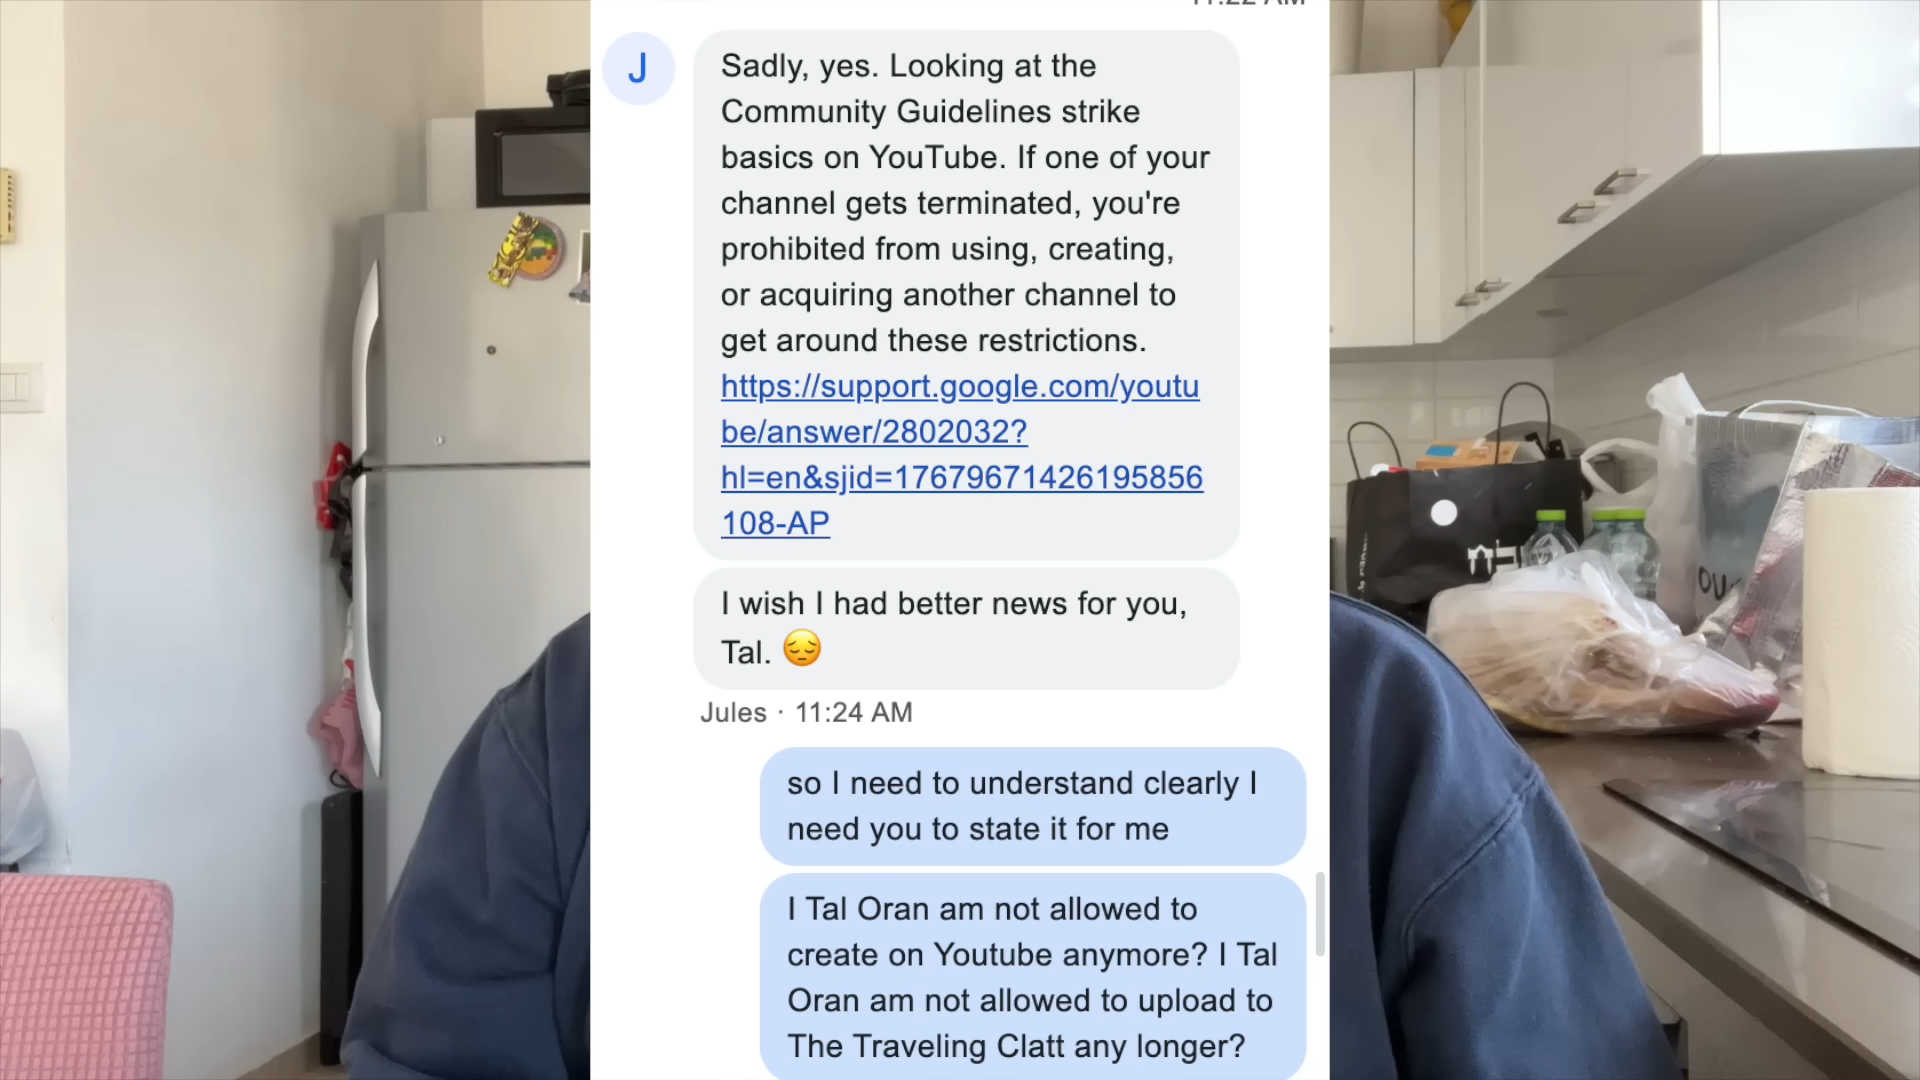 11:22 AM
J
Sadly, yes. Looking at the
Community Guidelines strike
basics on YouTube. If one of your
channel gets terminated, you're
prohibited from using, creating,
or acquiring another channel to
get around these restrictions.
https://support.google.com/youtu
be/answer/2802032?
hl=en&sjid=17679671426195856
108-AP
I wish I had better news for you,
Tal. 😔
Jules · 11:24 AM
so I need to understand clearly I
need you to state it for me
I Tal Oran am not allowed to
create on Youtube anymore? I Tal
Oran am not allowed to upload to
The Traveling Clatt any longer?